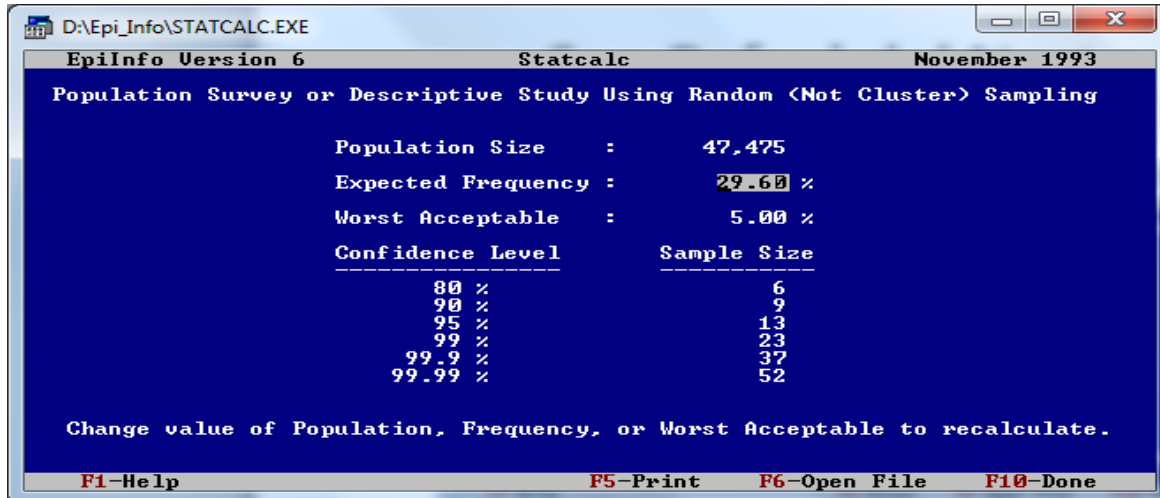 D:\Epi_Info\STATCALC.EXE
EpiInfo Version 6 Statcalc November 1993
Population Survey or Descriptive Study Using Random (Not Cluster) Sampling
Population Size : 47,475
Expected Frequency : 29.60 %
Worst Acceptable : 5.00 %
Confidence Level Sample Size
80 % 6
90 % 9
95 % 13
99 % 23
99.9 % 37
99.99 % 52
Change value of Population, Frequency, or Worst Acceptable to recalculate.
F1-Help F5-Print F6-Open File F10-Done